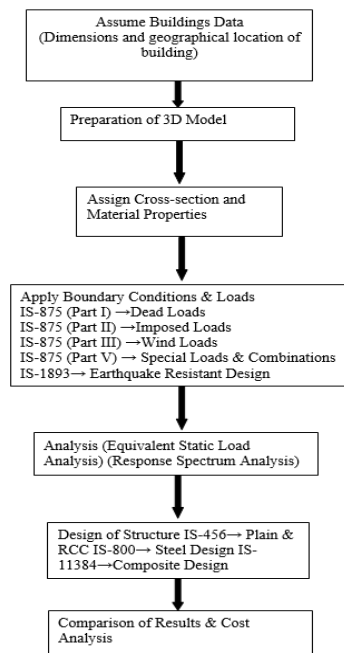 Assume Buildings Data
(Dimensions and geographical location of
building)
Preparation of 3D Model
Assign Cross-section and
Material Properties
Apply Boundary Conditions & Loads
IS-875 (Part I) →Dead Loads
IS-875 (Part II) →Imposed Loads
IS-875 (Part III) →Wind Loads
IS-875 (Part V) → Special Loads & Combinations
IS-1893→ Earthquake Resistant Design
Analysis (Equivalent Static Load
Analysis) (Response Spectrum Analysis)
Design of Structure IS-456→ Plain &
RCC IS-800→ Steel Design IS-
11384→Composite Design
Comparison of Results & Cost
Analysis